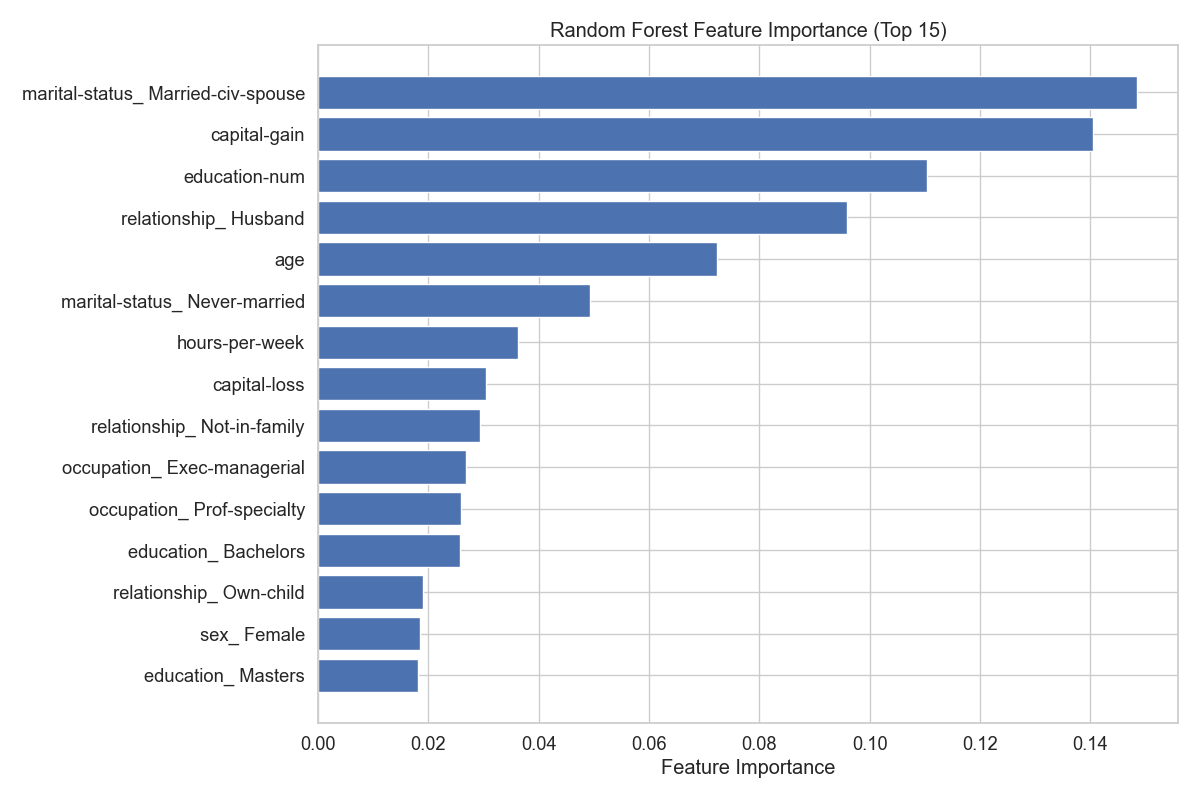 Random Forest Feature Importance (Top 15)
marital-status_ Married-civ-spouse
capital-gain
education-num
relationship_ Husband
age
marital-status_ Never-married
hours-per-week
capital-loss
relationship_ Not-in-family
occupation_ Exec-managerial
occupation_ Prof-specialty
education_ Bachelors
relationship_ Own-child
sex_ Female
education_ Masters
0.00 0.02 0.04 0.06 0.08 0.10 0.12 0.14
Feature Importance